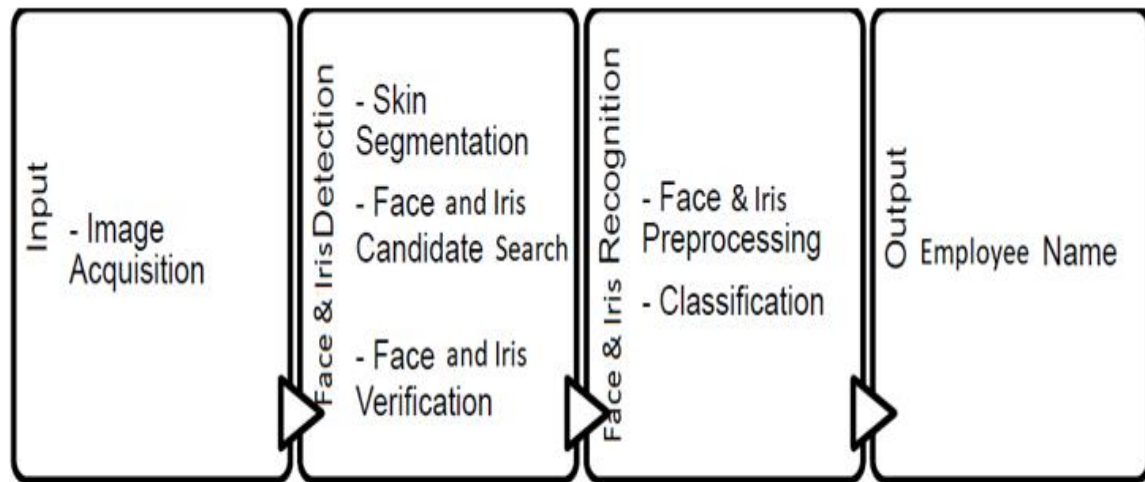 Input
- Image
Acquisition
Face & Iris Detection
- Skin
Segmentation
- Face and Iris
Candidate Search
- Face and Iris
Verification
Face & Iris Recognition
- Face & Iris
Preprocessing
- Classification
Output
Employee Name